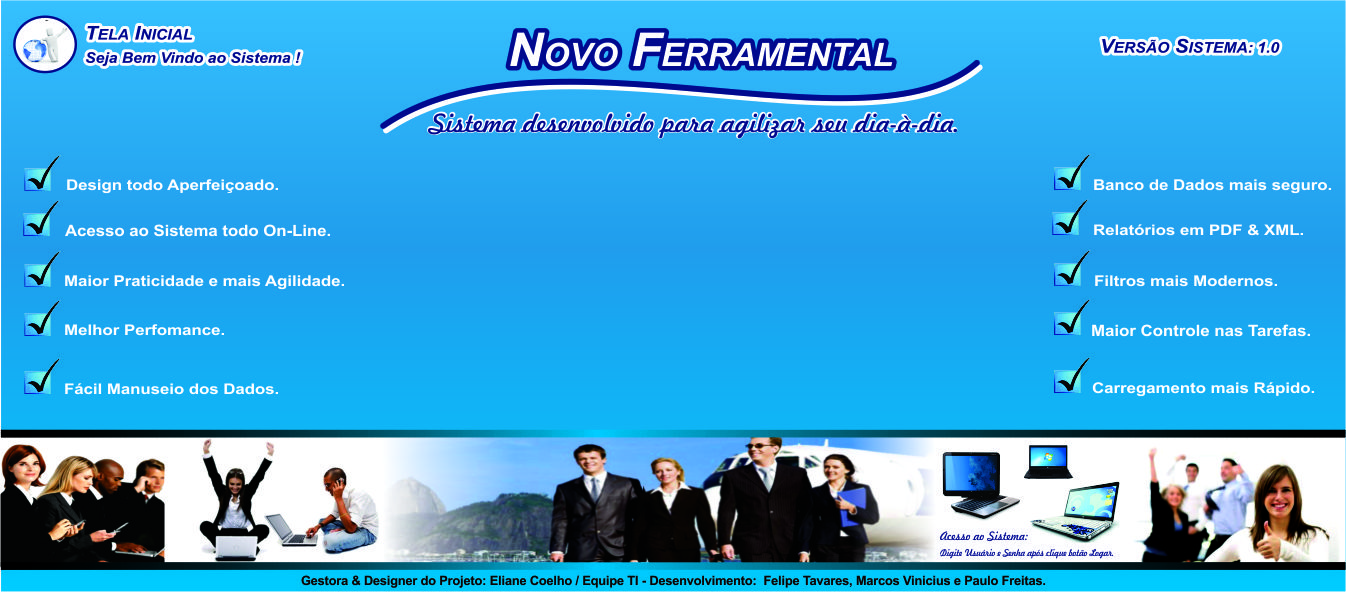 TELA INICIAL
Seja Bem Vindo ao Sistema !
NOVO FERRAMENTAL
VERSÃO SISTEMA: 1.0
Sistema desenvolvido para agilizar seu dia-à-dia.
Design todo Aperfeiçoado.
Acesso ao Sistema todo On-Line.
Maior Praticidade e mais Agilidade.
Melhor Perfomance.
Fácil Manuseio dos Dados.
Banco de Dados mais seguro.
Relatórios em PDF & XML.
Filtros mais Modernos.
Maior Controle nas Tarefas.
Carregamento mais Rápido.
Acesso ao Sistema:
Digite Usuário e Senha após clique botão Logar.
Gestora & Designer do Projeto: Eliane Coelho / Equipe TI - Desenvolvimento: Felipe Tavares, Marcos Vinicius e Paulo Freitas.